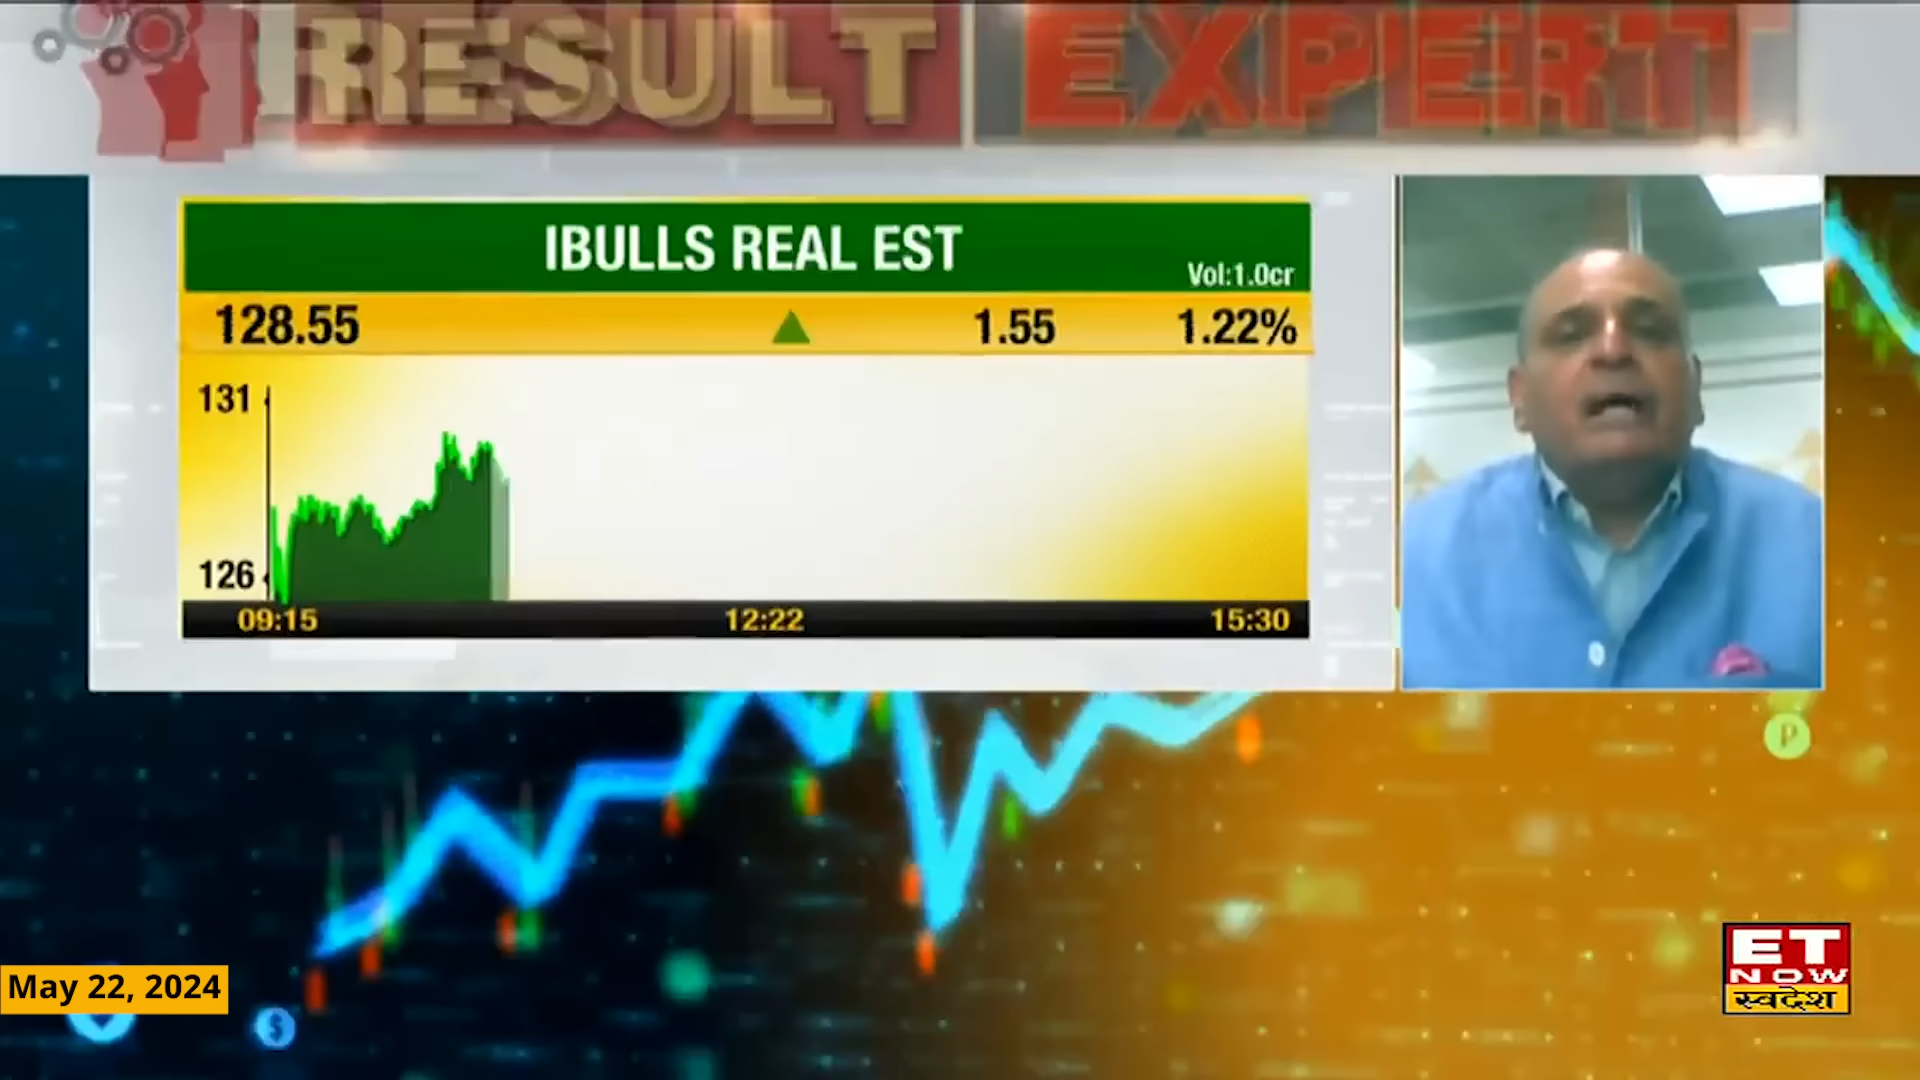 RESULT EXPERT
IBULLS REAL EST
Vol:1.0cr
128.55 ▲ 1.55 1.22%
131
126
09:15 12:22 15:30
P
$
May 22, 2024
ET
NOW
स्वदेश